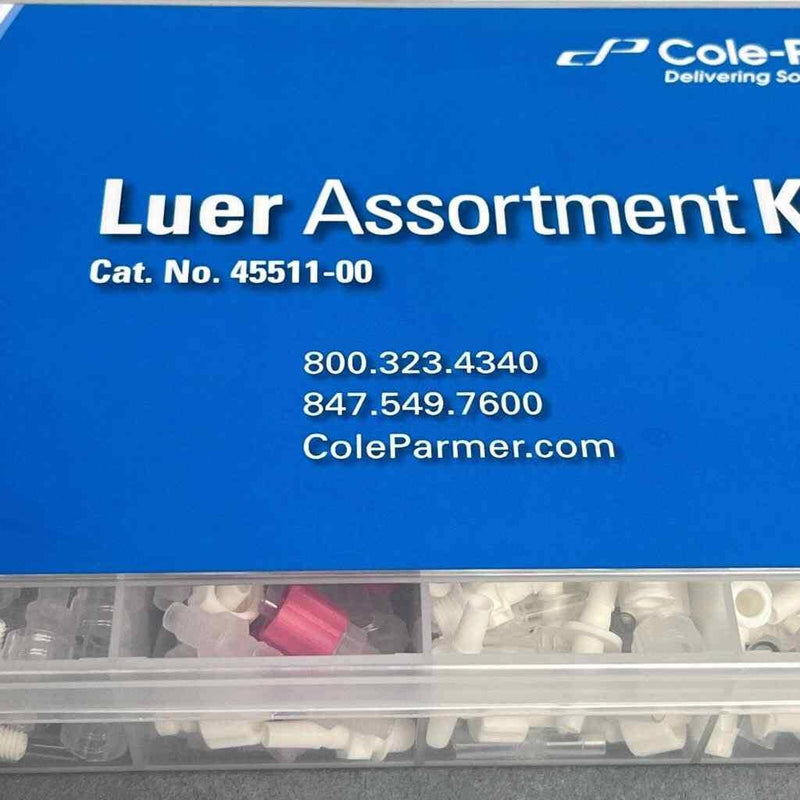 Cole-P
Delivering So
Luer Assortment K
Cat. No. 45511-00
800.323.4340
847.549.7600
ColeParmer.com